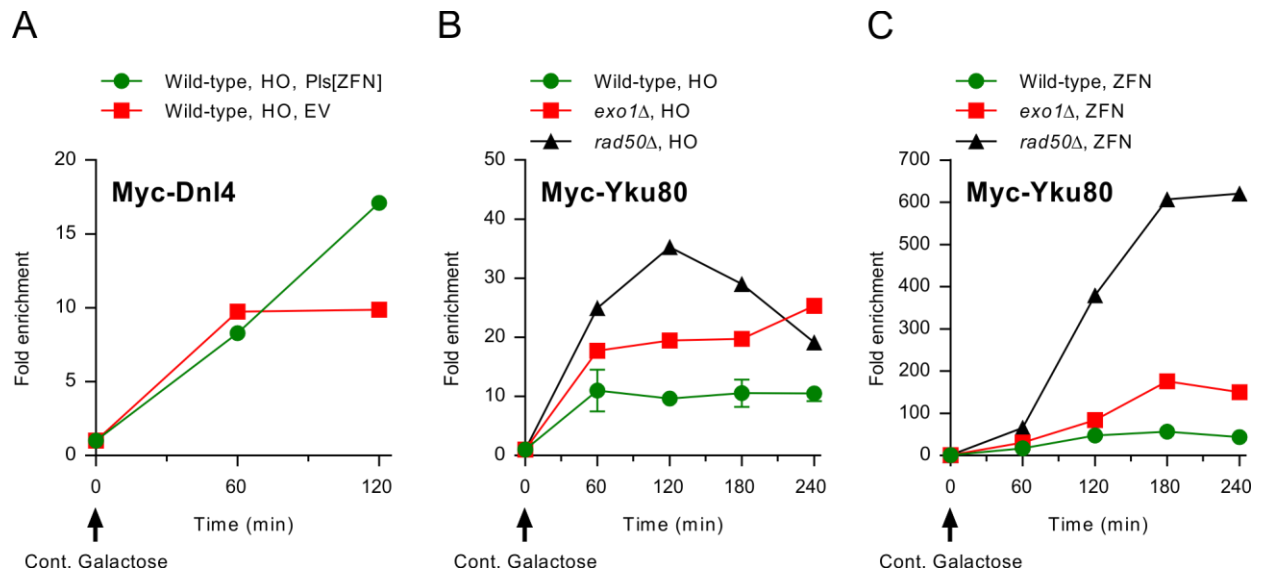 A
Wild-type, HO, Pls[ZFN]
Wild-type, HO, EV
Myc-Dnl4
Fold enrichment
20
15
10
5
0
0 60 120
Time (min)
Cont. Galactose
B
Wild-type, HO
exo1Δ, HO
rad50Δ, HO
Myc-Yku80
Fold enrichment
50
40
30
20
10
0
0 60 120 180 240
Time (min)
Cont. Galactose
C
Wild-type, ZFN
exo1Δ, ZFN
rad50Δ, ZFN
Myc-Yku80
Fold enrichment
700
600
500
400
300
200
100
0
0 60 120 180 240
Time (min)
Cont. Galactose